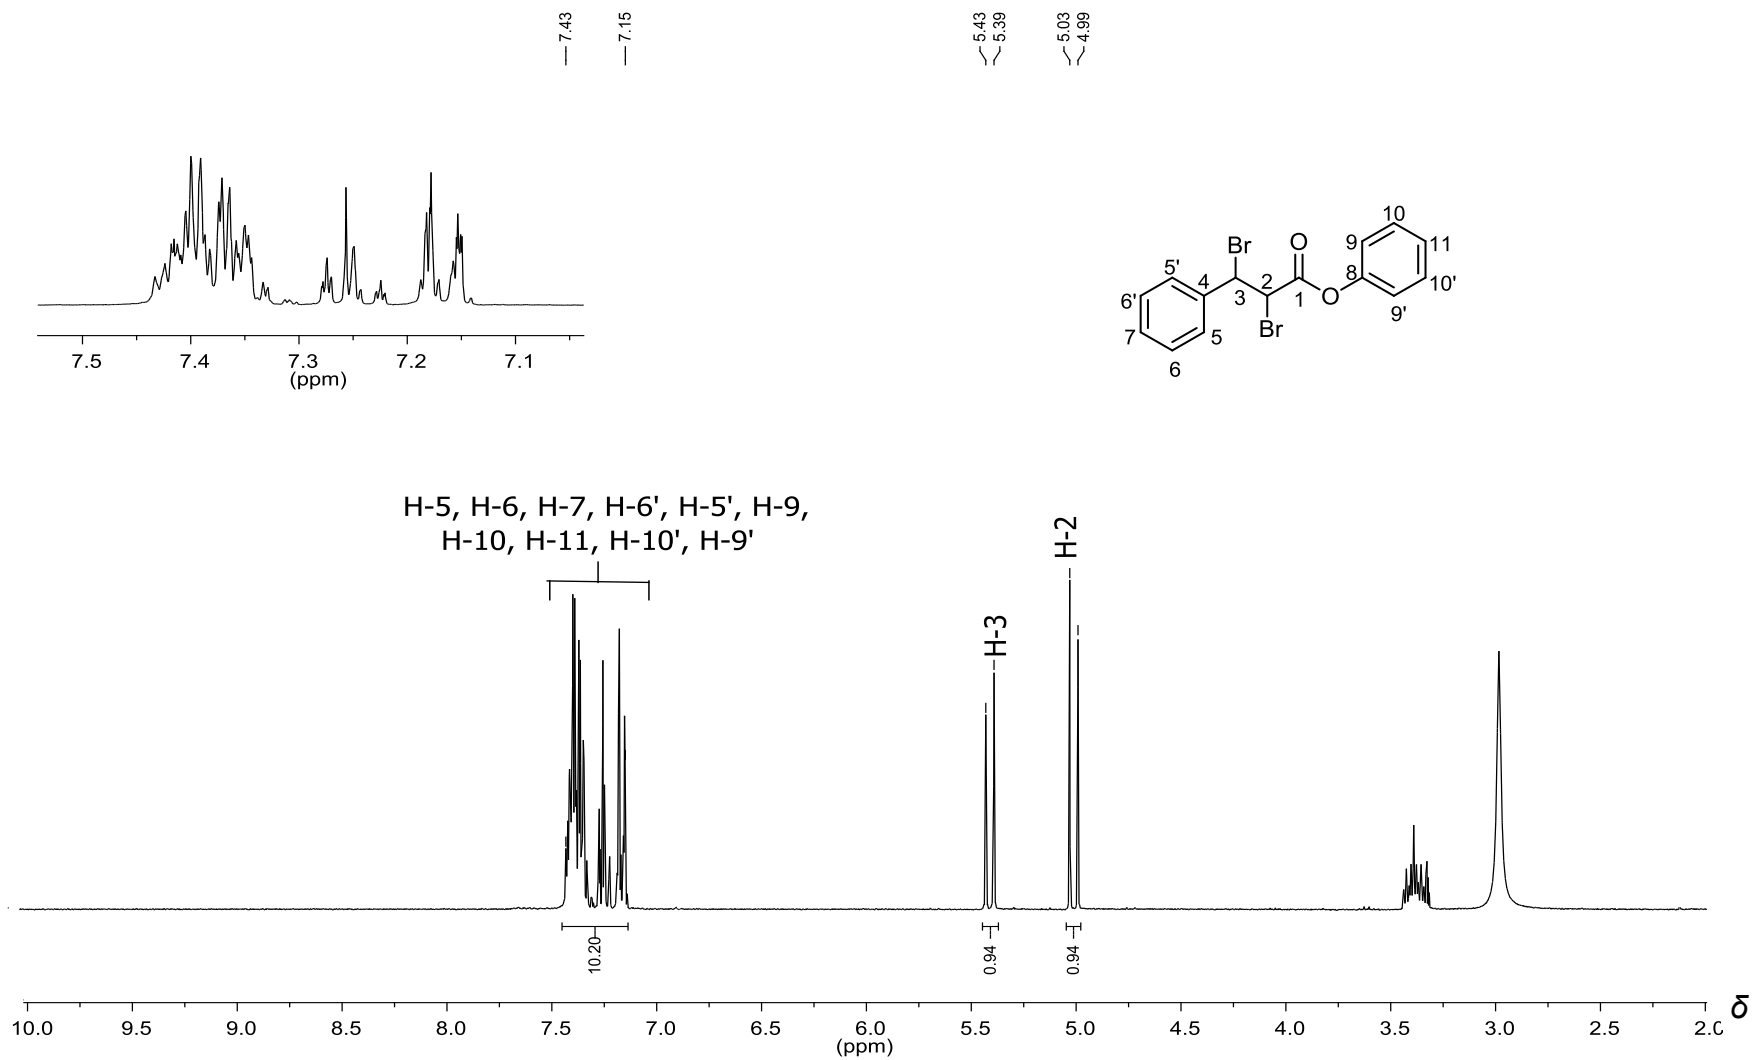 7.43
7.15
5.43
5.39
5.03
4.99
7.5 7.4 7.3 7.2 7.1
(ppm)
10
9
11
8
10'
9'
Br
O
5'
4
2
6'
3
1
O
Br
7
5
6
H-5, H-6, H-7, H-6', H-5', H-9,
H-10, H-11, H-10', H-9'
H-3
H-2
10.20
0.94
0.94
10.0 9.5 9.0 8.5 8.0 7.5 7.0 6.5 6.0 5.5 5.0 4.5 4.0 3.5 3.0 2.5 2.0
(ppm)
δ